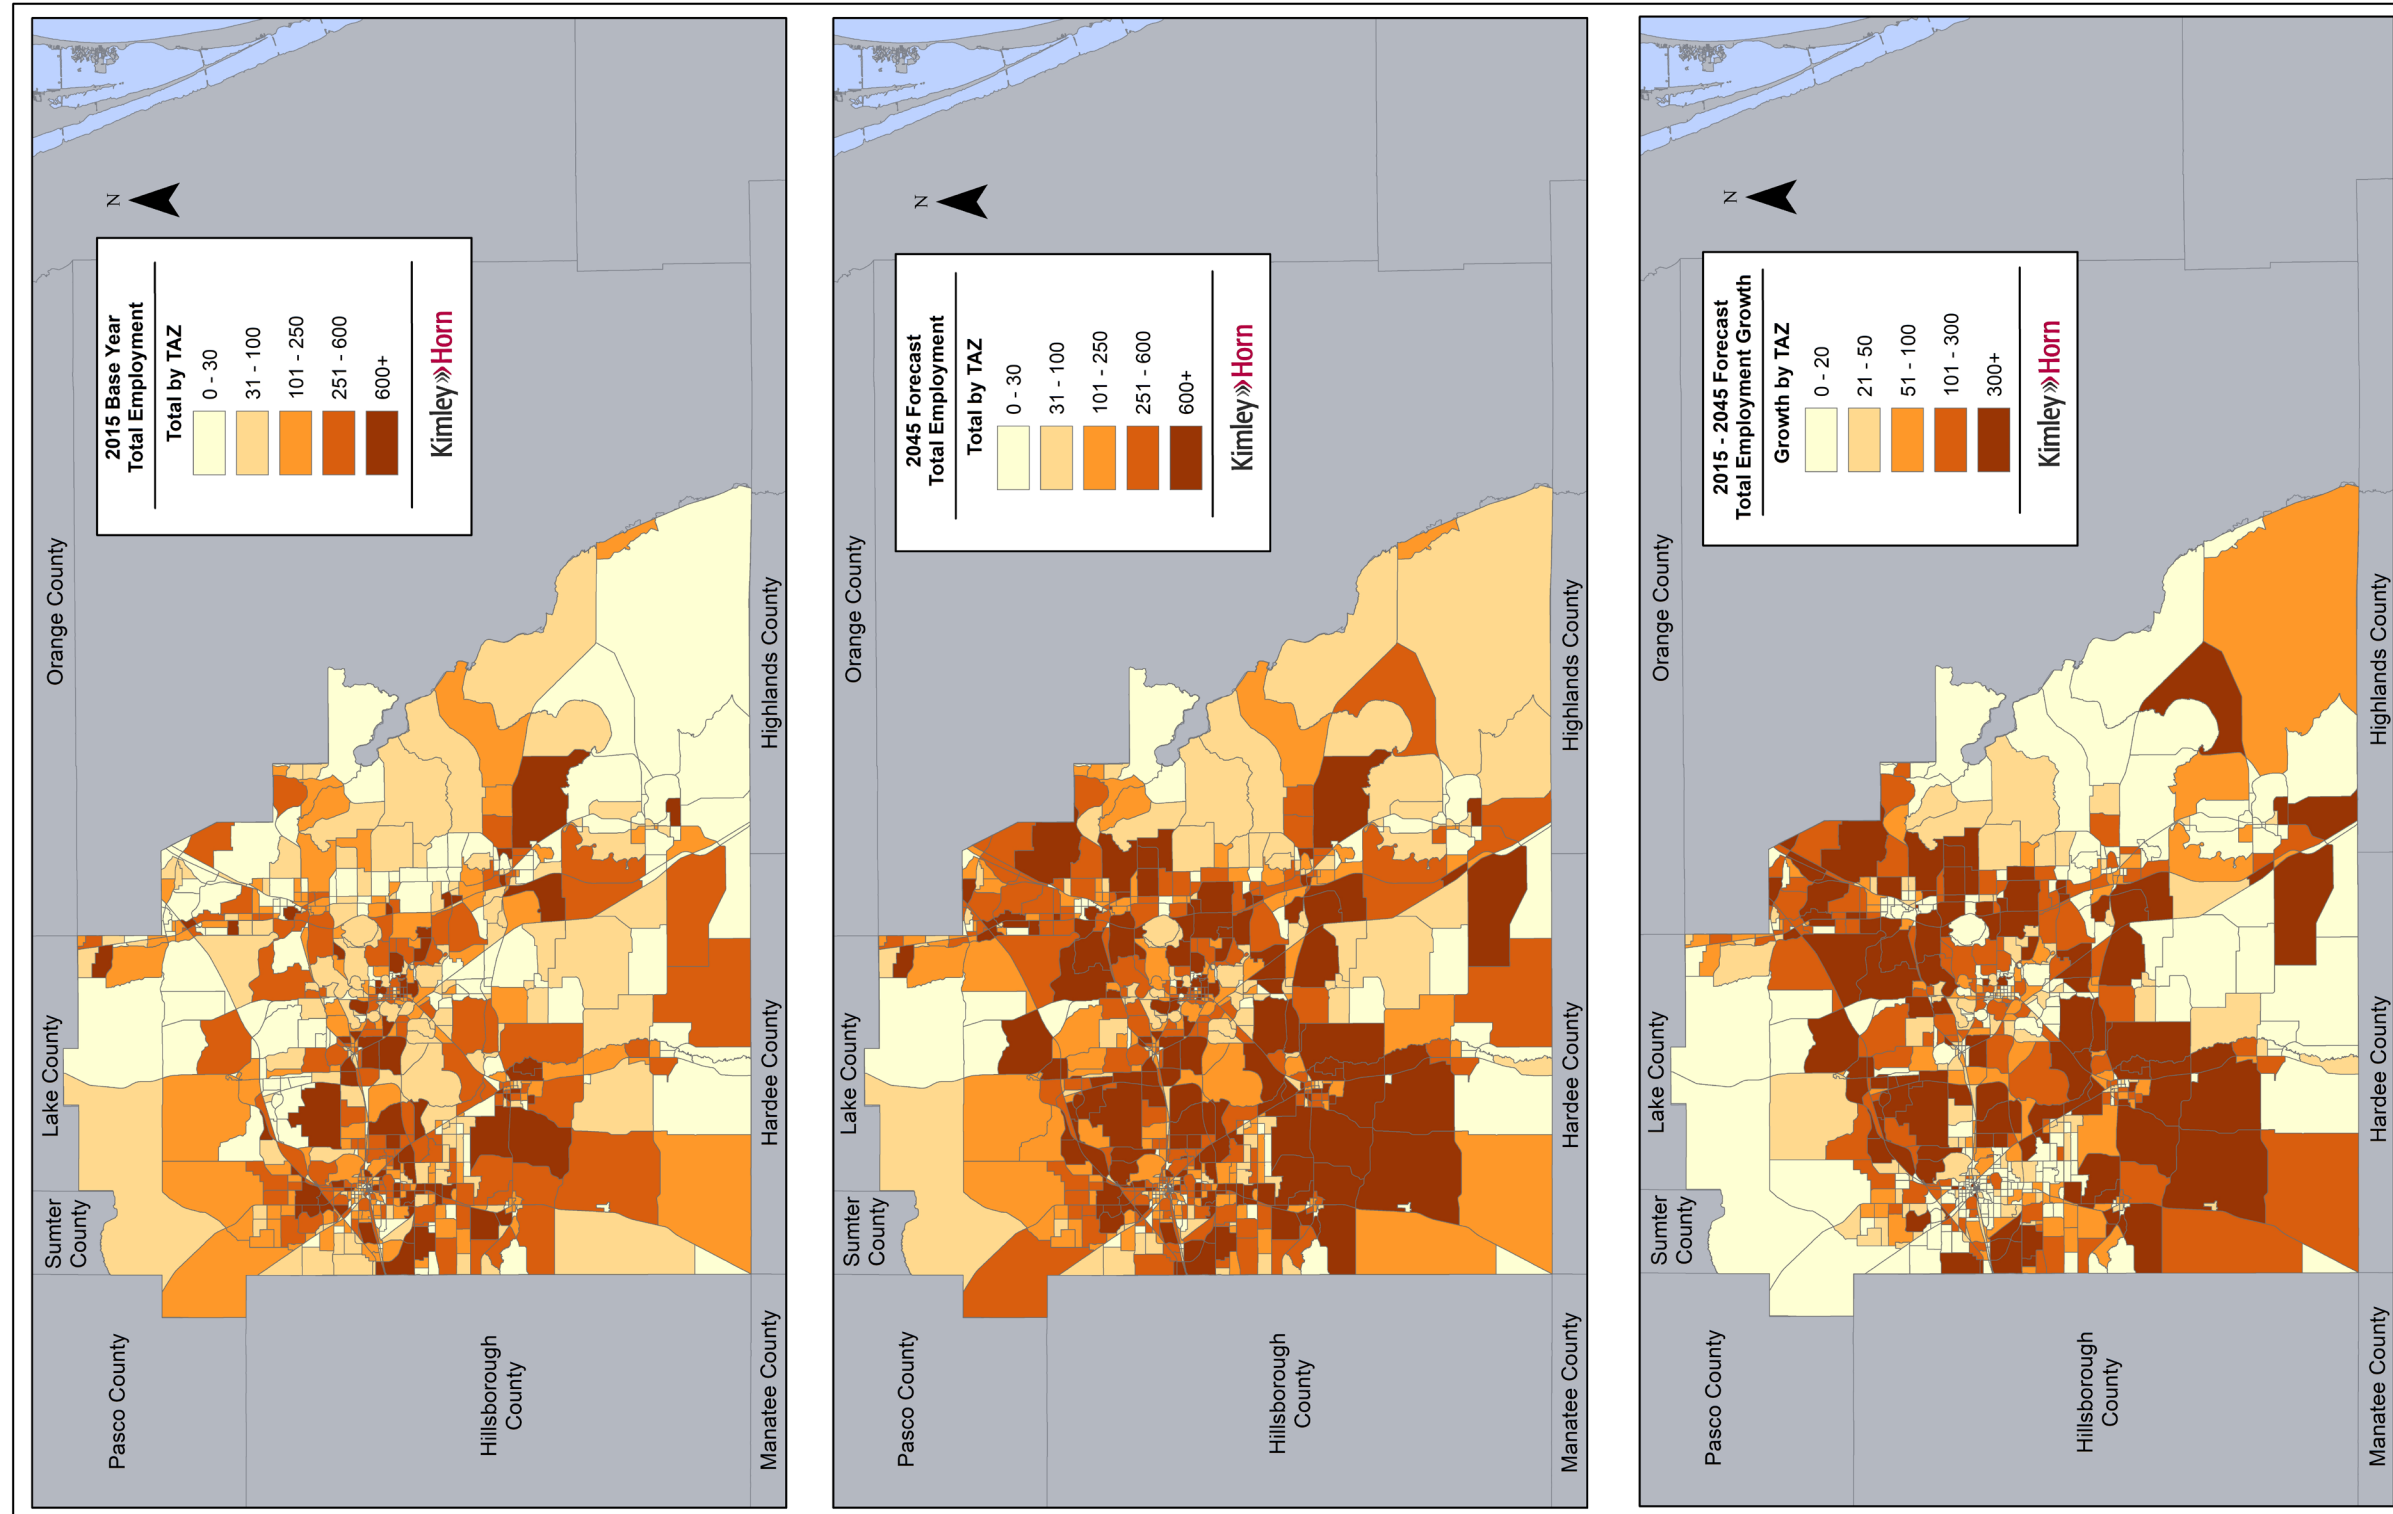 Pasco County
Sumter
County
Lake County
Orange County
Hillsborough
County
Manatee County
Hardee County
Highlands County
N
2015 Base Year
Total Employment
Total by TAZ
0 - 30
31 - 100
101 - 250
251 - 600
600+
Kimley»Horn
Pasco County
Sumter
County
Lake County
Orange County
Hillsborough
County
Manatee County
Hardee County
Highlands County
N
2045 Forecast
Total Employment
Total by TAZ
0 - 30
31 - 100
101 - 250
251 - 600
600+
Kimley»Horn
Pasco County
Sumter
County
Lake County
Orange County
Hillsborough
County
Manatee County
Hardee County
Highlands County
N
2015 - 2045 Forecast
Total Employment Growth
Growth by TAZ
0 - 20
21 - 50
51 - 100
101 - 300
300+
Kimley»Horn